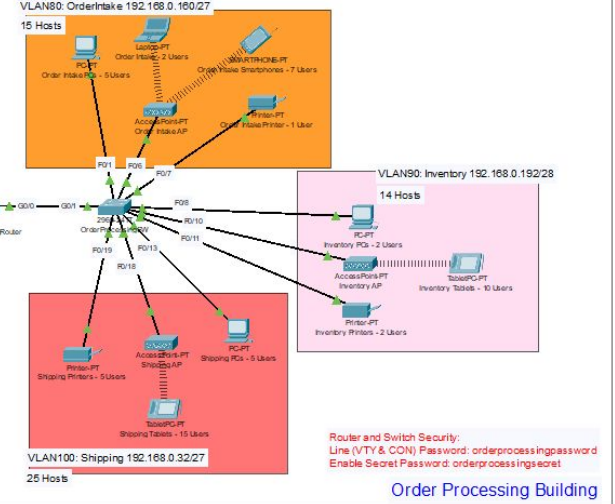 VLAN80: OrderIntake 192.168.0.160/27
15 Hosts
Laptop-PT
Order Intake - 2 Users
PC-PT
Order Intake PCs - 5 Users
SMARTPHONE-PT
Order Intake Smartphones - 7 Users
AccessPoint-PT
Order Intake AP
Printer-PT
Order Intake Printer - 1 User
F0/1
F0/6
F0/7
VLAN90: Inventory 192.168.0.192/28
14 Hosts
G0/0
G0/1
Router
OrderProcessingSW
F0/8
F0/10
F0/11
F0/13
F0/18
F0/19
PC-PT
Inventory PCs - 2 Users
AccessPoint-PT
Inventory AP
TabletPC-PT
Inventory Tablets - 10 Users
Printer-PT
Inventory Printers - 2 Users
Printer-PT
Shipping Printers - 5 Users
AccessPoint-PT
Shipping AP
PC-PT
Shipping PCs - 5 Users
TabletPC-PT
Shipping Tablets - 15 Users
VLAN100: Shipping 192.168.0.32/27
25 Hosts
Router and Switch Security:
Line (VTY & CON) Password: orderprocessingpassword
Enable Secret Password: orderprocessingsecret
Order Processing Building